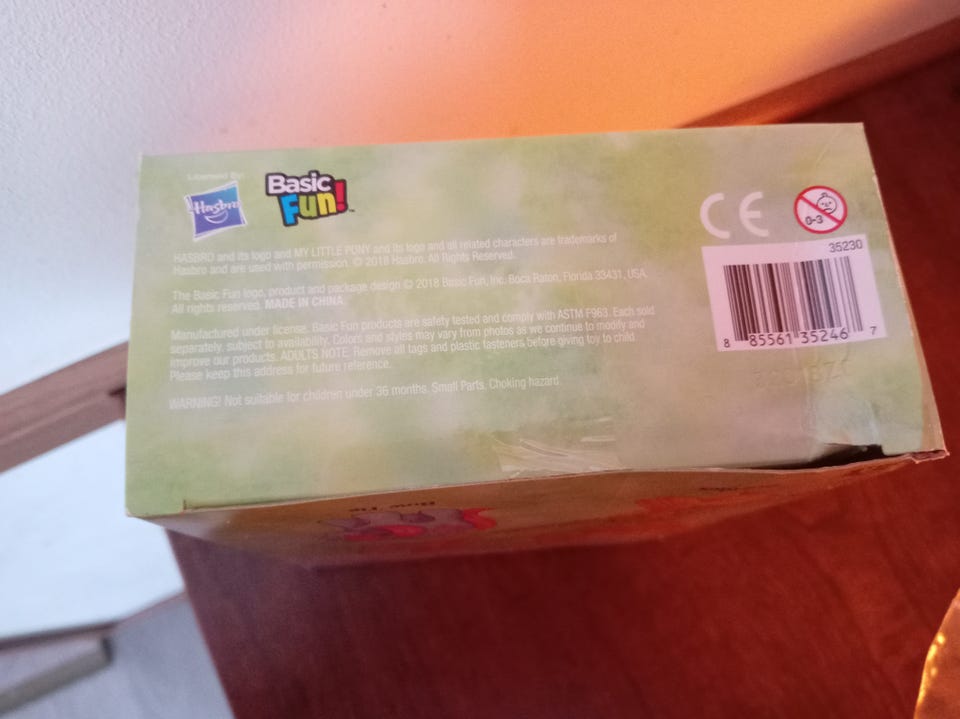 Licensed By:
Hasbro
Basic
Fun!™
CE
0-3
HASBRO and its logo and MY LITTLE PONY and its logo and all related characters are trademarks of
Hasbro and are used with permission. © 2018 Hasbro. All Rights Reserved.
The Basic Fun logo, product and package design © 2018 Basic Fun, Inc. Boca Raton, Florida 33431, USA.
All rights reserved. MADE IN CHINA.
Manufactured under license. Basic Fun products are safety tested and comply with ASTM F963. Each sold
separately, subject to availability. Colors and styles may vary from photos as we continue to modify and
improve our products. ADULTS NOTE: Remove all tags and plastic fasteners before giving toy to child.
Please keep this address for future reference.
WARNING! Not suitable for children under 36 months. Small Parts. Choking hazard.
35230
8 85561 35246 7
Bow Tie